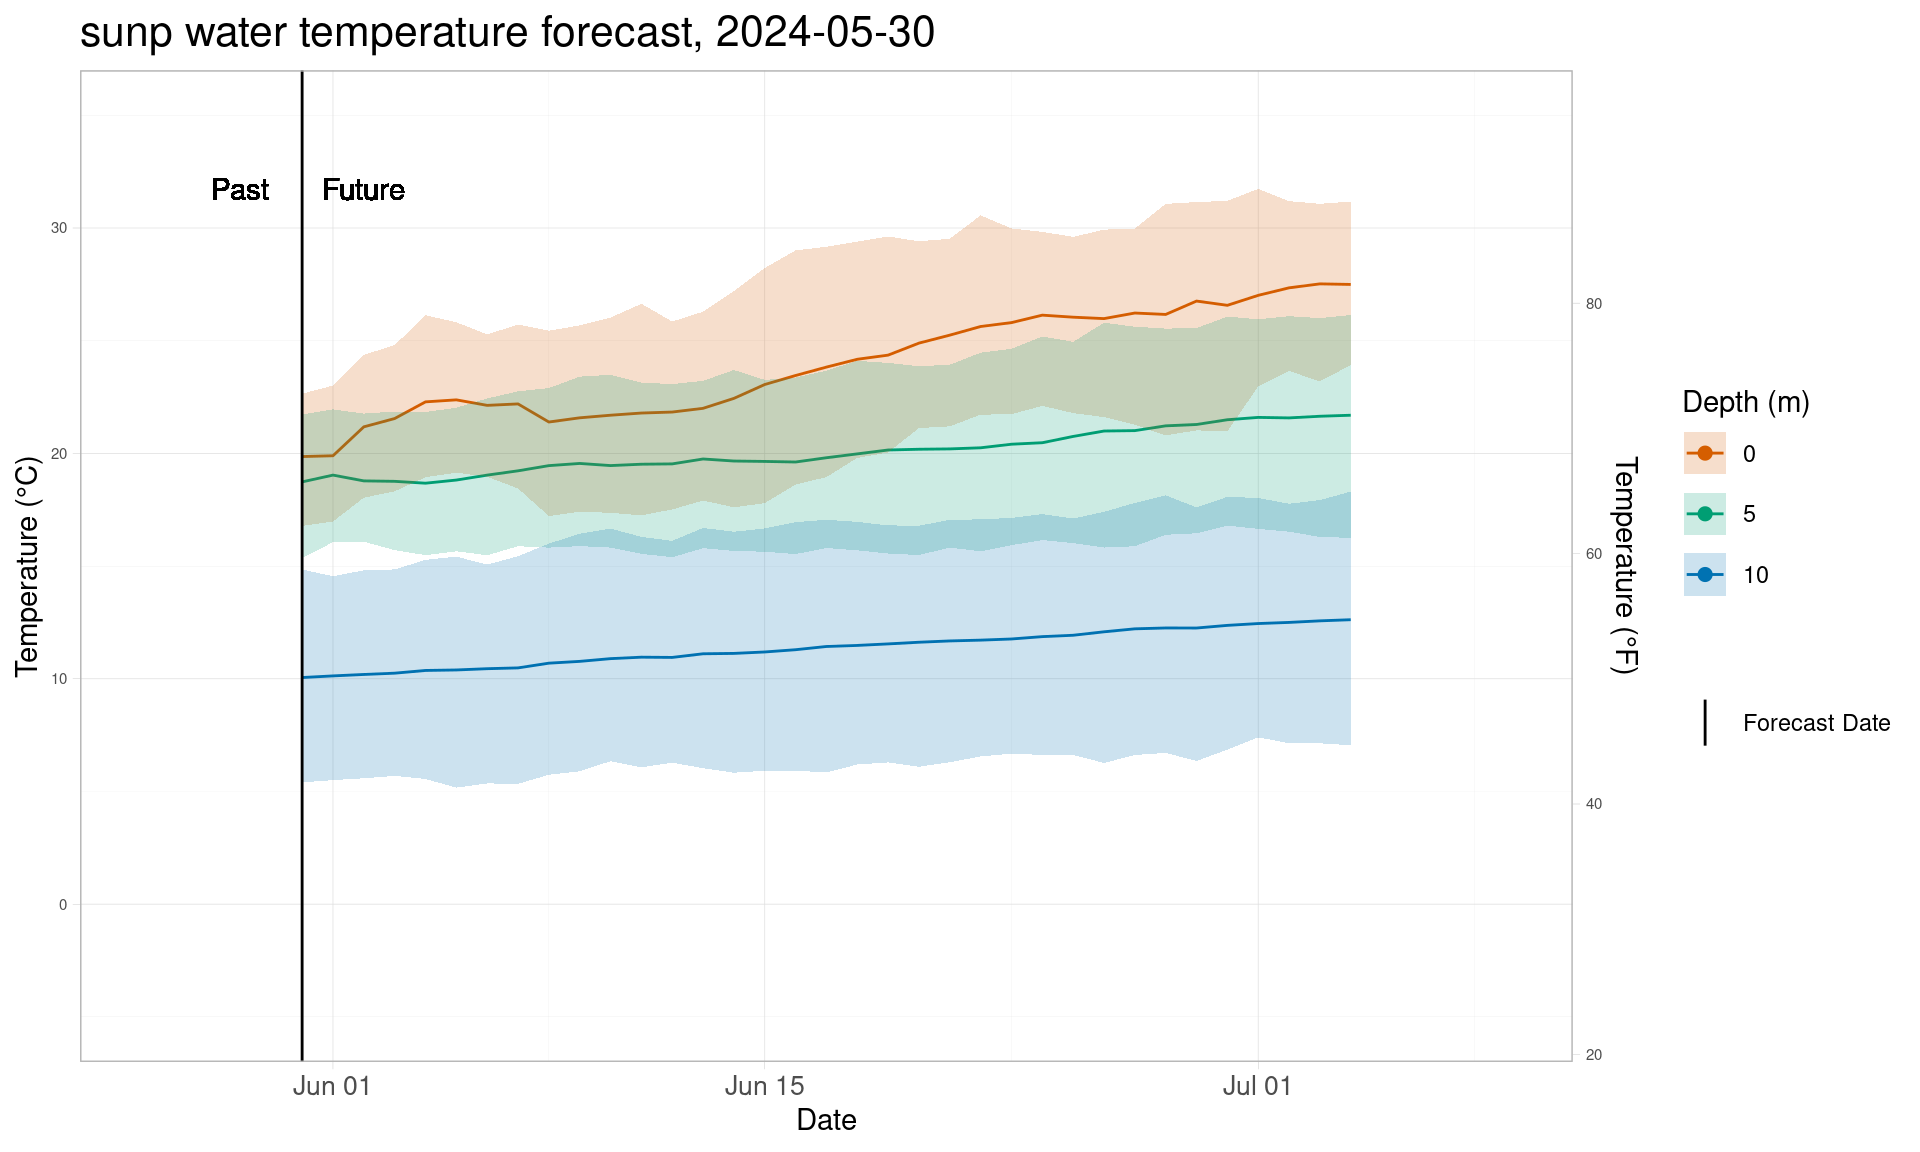 sunp water temperature forecast, 2024-05-30
Past
Future
30
20
10
0
Temperature (°C)
80
60
40
20
Temperature (°F)
Jun 01
Jun 15
Jul 01
Date
Depth (m)
0
5
10
Forecast Date